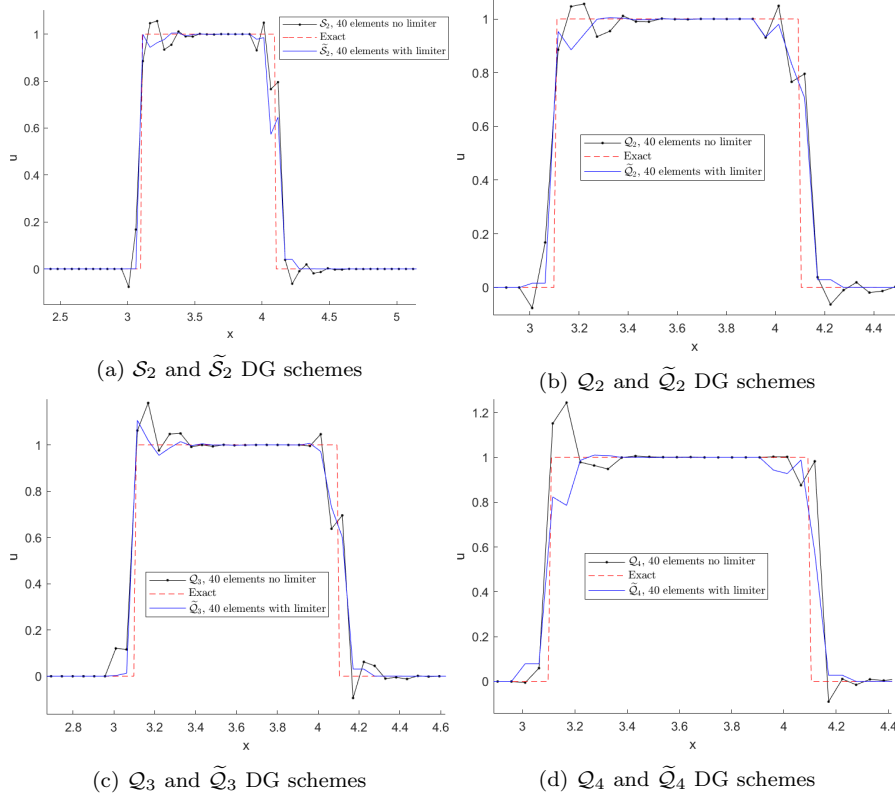 1
0.8
0.6
0.4
0.2
0
u
2.5
3
3.5
4
4.5
5
x
S₂, 40 elements no limiter
Exact
S̃₂, 40 elements with limiter
(a) S₂ and S̃₂ DG schemes
1
0.8
0.6
0.4
0.2
0
u
3
3.2
3.4
3.6
3.8
4
4.2
4.4
x
Q₂, 40 elements no limiter
Exact
Q̃₂, 40 elements with limiter
(b) Q₂ and Q̃₂ DG schemes
1
0.8
0.6
0.4
0.2
0
u
2.8
3
3.2
3.4
3.6
3.8
4
4.2
4.4
4.6
x
Q₃, 40 elements no limiter
Exact
Q̃₃, 40 elements with limiter
(c) Q₃ and Q̃₃ DG schemes
1.2
1
0.8
0.6
0.4
0.2
0
u
3
3.2
3.4
3.6
3.8
4
4.2
4.4
x
Q₄, 40 elements no limiter
Exact
Q̃₄, 40 elements with limiter
(d) Q₄ and Q̃₄ DG schemes